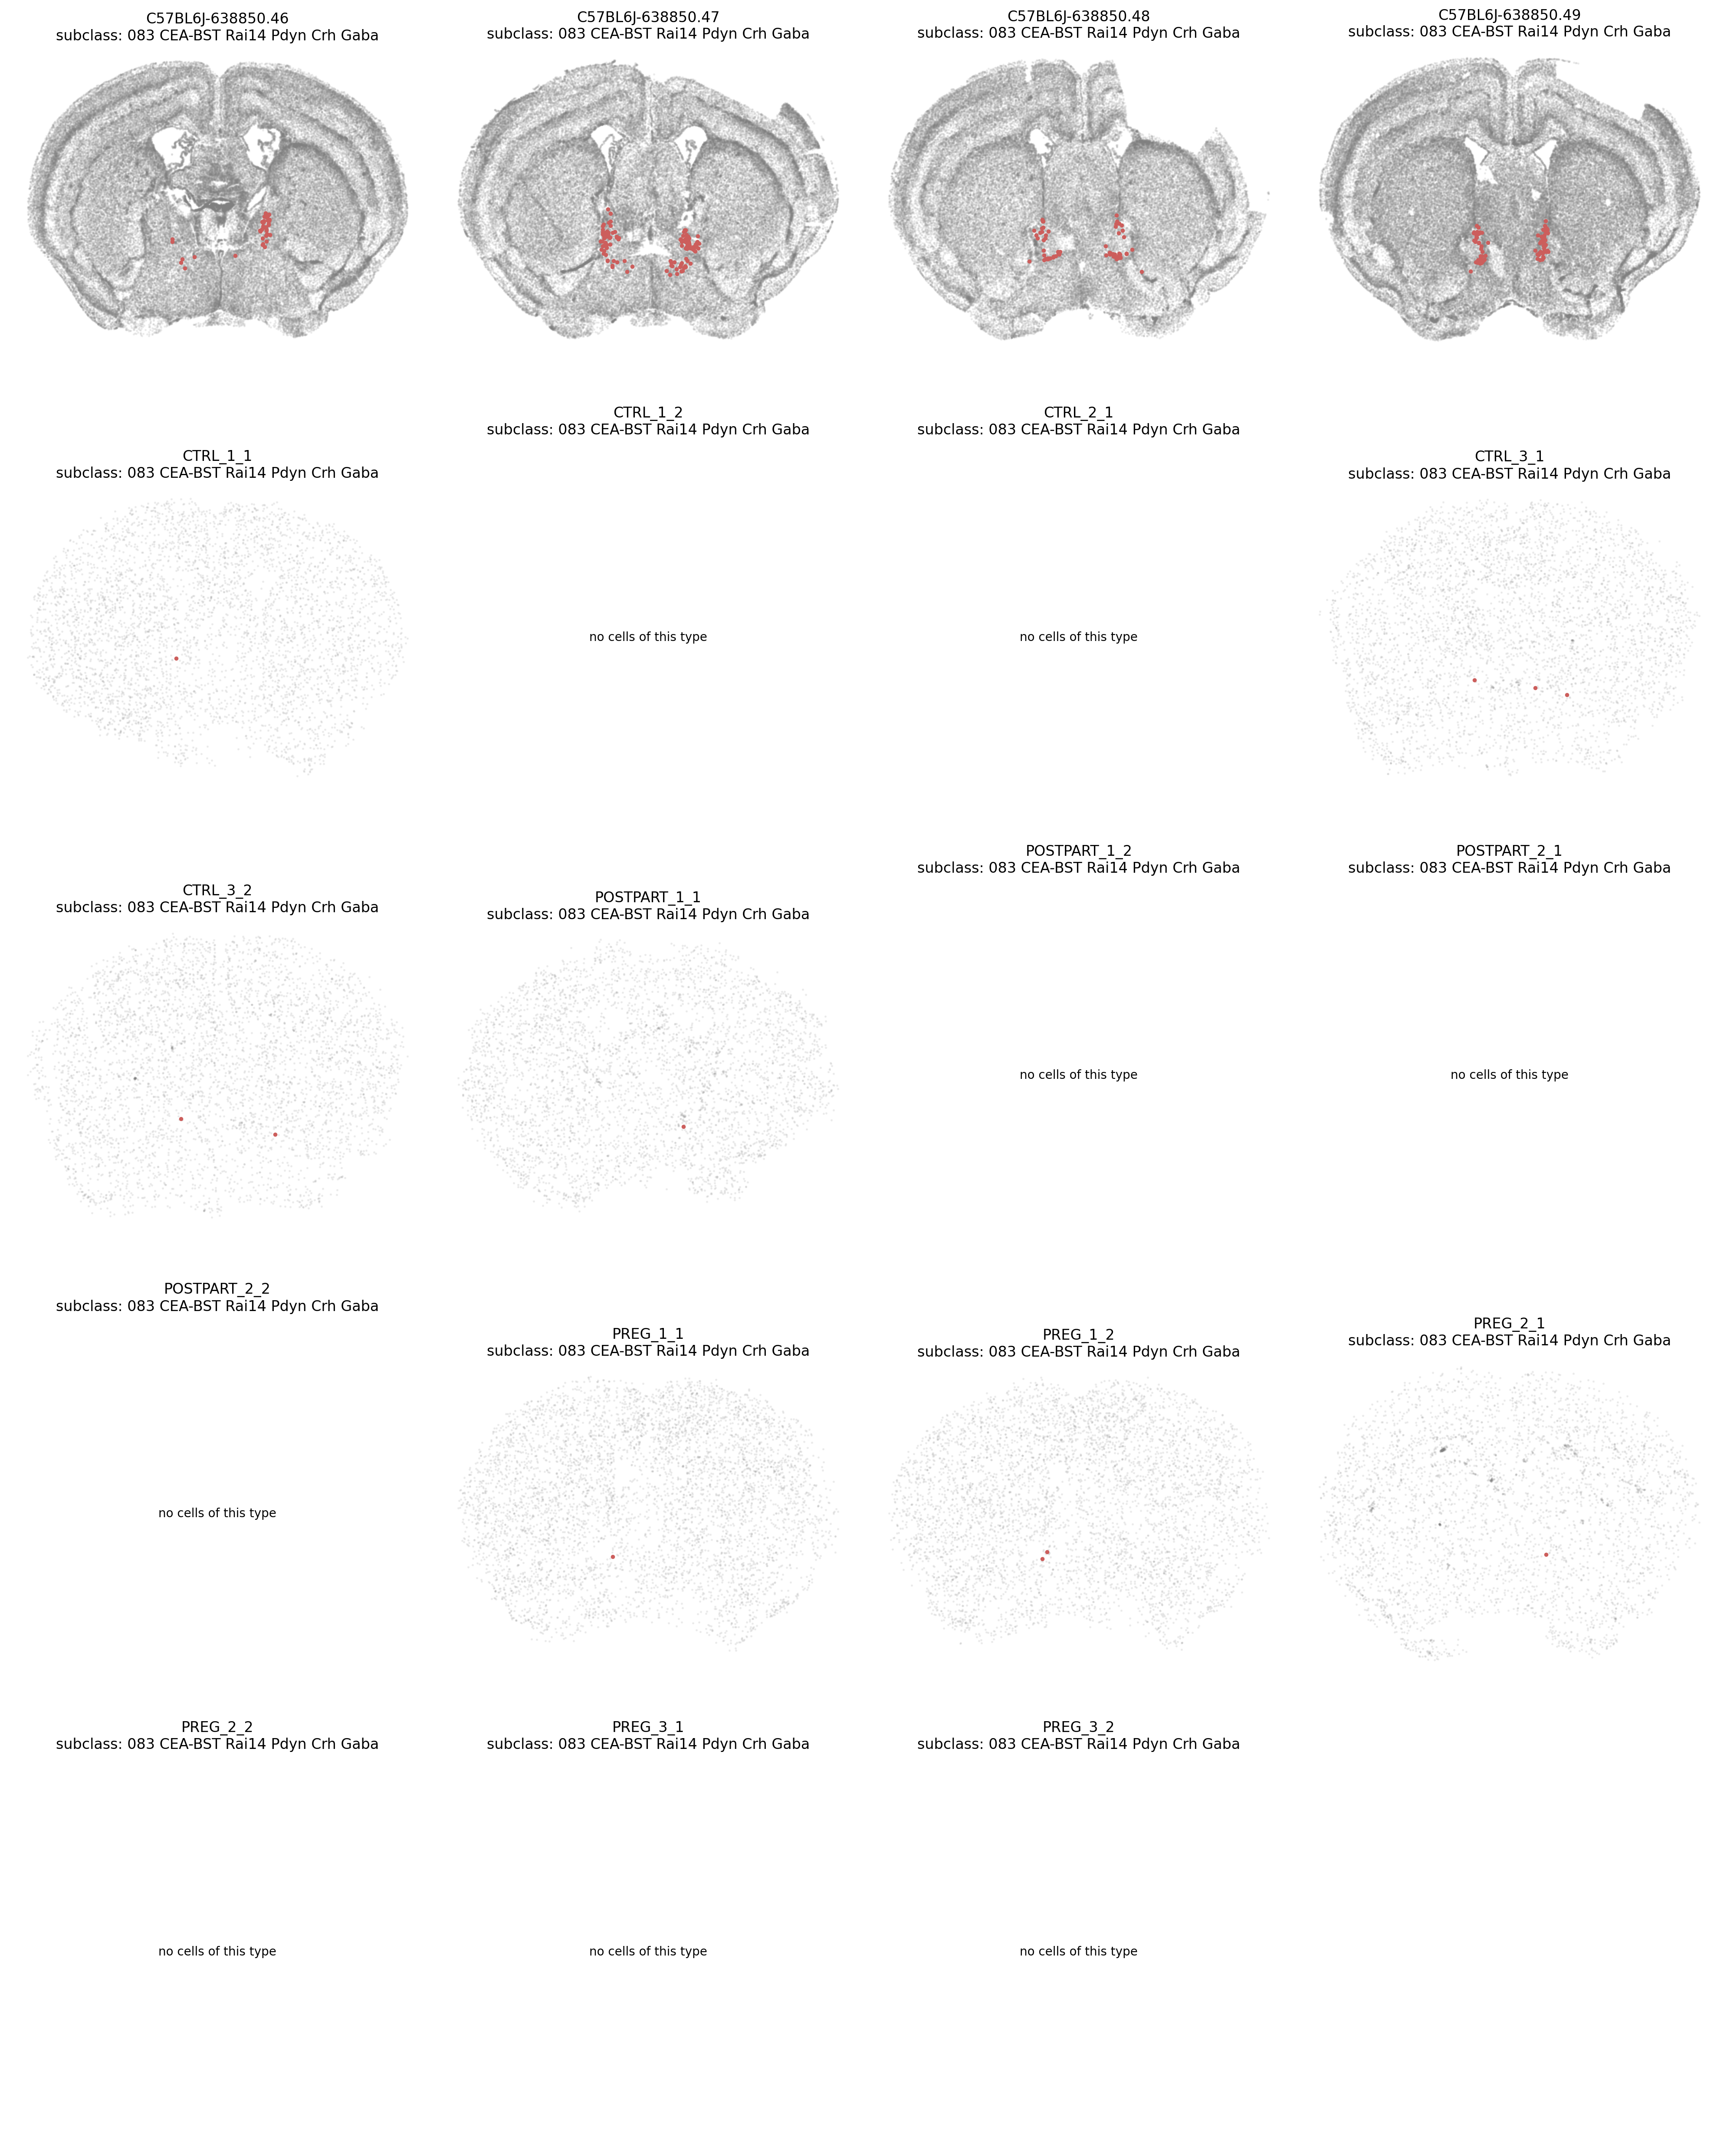 C57BL6J-638850.46
subclass: 083 CEA-BST Rai14 Pdyn Crh Gaba
C57BL6J-638850.47
subclass: 083 CEA-BST Rai14 Pdyn Crh Gaba
C57BL6J-638850.48
subclass: 083 CEA-BST Rai14 Pdyn Crh Gaba
C57BL6J-638850.49
subclass: 083 CEA-BST Rai14 Pdyn Crh Gaba
CTRL_1_1
subclass: 083 CEA-BST Rai14 Pdyn Crh Gaba
CTRL_1_2
subclass: 083 CEA-BST Rai14 Pdyn Crh Gaba
no cells of this type
CTRL_2_1
subclass: 083 CEA-BST Rai14 Pdyn Crh Gaba
no cells of this type
CTRL_3_1
subclass: 083 CEA-BST Rai14 Pdyn Crh Gaba
CTRL_3_2
subclass: 083 CEA-BST Rai14 Pdyn Crh Gaba
POSTPART_1_1
subclass: 083 CEA-BST Rai14 Pdyn Crh Gaba
POSTPART_1_2
subclass: 083 CEA-BST Rai14 Pdyn Crh Gaba
no cells of this type
POSTPART_2_1
subclass: 083 CEA-BST Rai14 Pdyn Crh Gaba
no cells of this type
POSTPART_2_2
subclass: 083 CEA-BST Rai14 Pdyn Crh Gaba
no cells of this type
PREG_1_1
subclass: 083 CEA-BST Rai14 Pdyn Crh Gaba
PREG_1_2
subclass: 083 CEA-BST Rai14 Pdyn Crh Gaba
PREG_2_1
subclass: 083 CEA-BST Rai14 Pdyn Crh Gaba
PREG_2_2
subclass: 083 CEA-BST Rai14 Pdyn Crh Gaba
no cells of this type
PREG_3_1
subclass: 083 CEA-BST Rai14 Pdyn Crh Gaba
no cells of this type
PREG_3_2
subclass: 083 CEA-BST Rai14 Pdyn Crh Gaba
no cells of this type